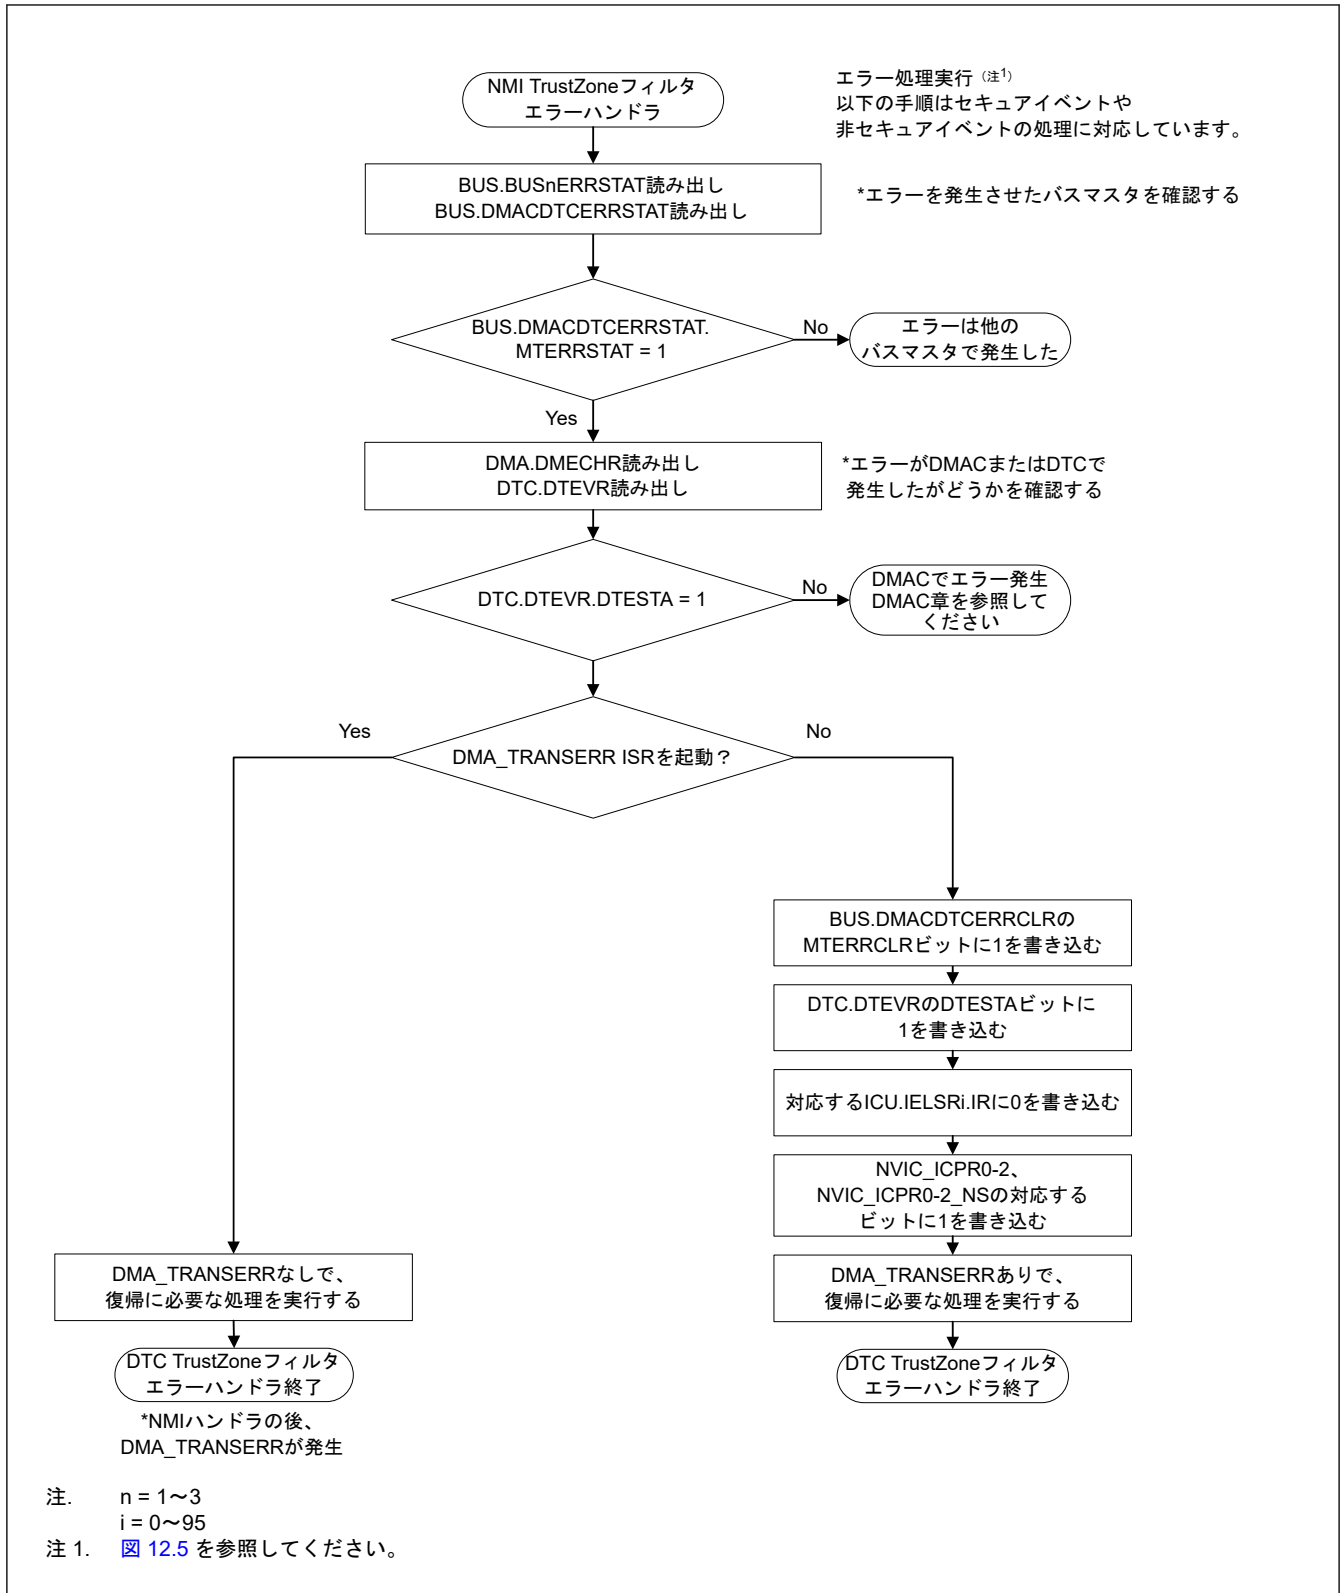 NMI TrustZoneフィルタ
エラーハンドラ
エラー処理実行（注1）
以下の手順はセキュアイベントや
非セキュアイベントの処理に対応しています。
BUS.BUSnERRSTAT読み出し
BUS.DMACDTCERRSTAT読み出し
*エラーを発生させたバスマスタを確認する
BUS.DMACDTCERRSTAT.
MTERRSTAT = 1
No
エラーは他の
バスマスタで発生した
Yes
DMA.DMECHR読み出し
DTC.DTEVR読み出し
*エラーがDMACまたはDTCで
発生したがどうかを確認する
DTC.DTEVR.DTESTA = 1
No
DMACでエラー発生
DMAC章を参照して
ください
Yes
DMA_TRANSERR ISRを起動？
No
BUS.DMACDTCERRCLRの
MTERRCLRビットに1を書き込む
DTC.DTEVRのDTESTAビットに
1を書き込む
対応するICU.IELSRi.IRに0を書き込む
NVIC_ICPR0-2、
NVIC_ICPR0-2_NSの対応する
ビットに1を書き込む
DMA_TRANSERRなしで、
復帰に必要な処理を実行する
DMA_TRANSERRありで、
復帰に必要な処理を実行する
DTC TrustZoneフィルタ
エラーハンドラ終了
DTC TrustZoneフィルタ
エラーハンドラ終了
*NMIハンドラの後、
DMA_TRANSERRが発生
注. n = 1～3
i = 0～95
注 1. 図 12.5 を参照してください。